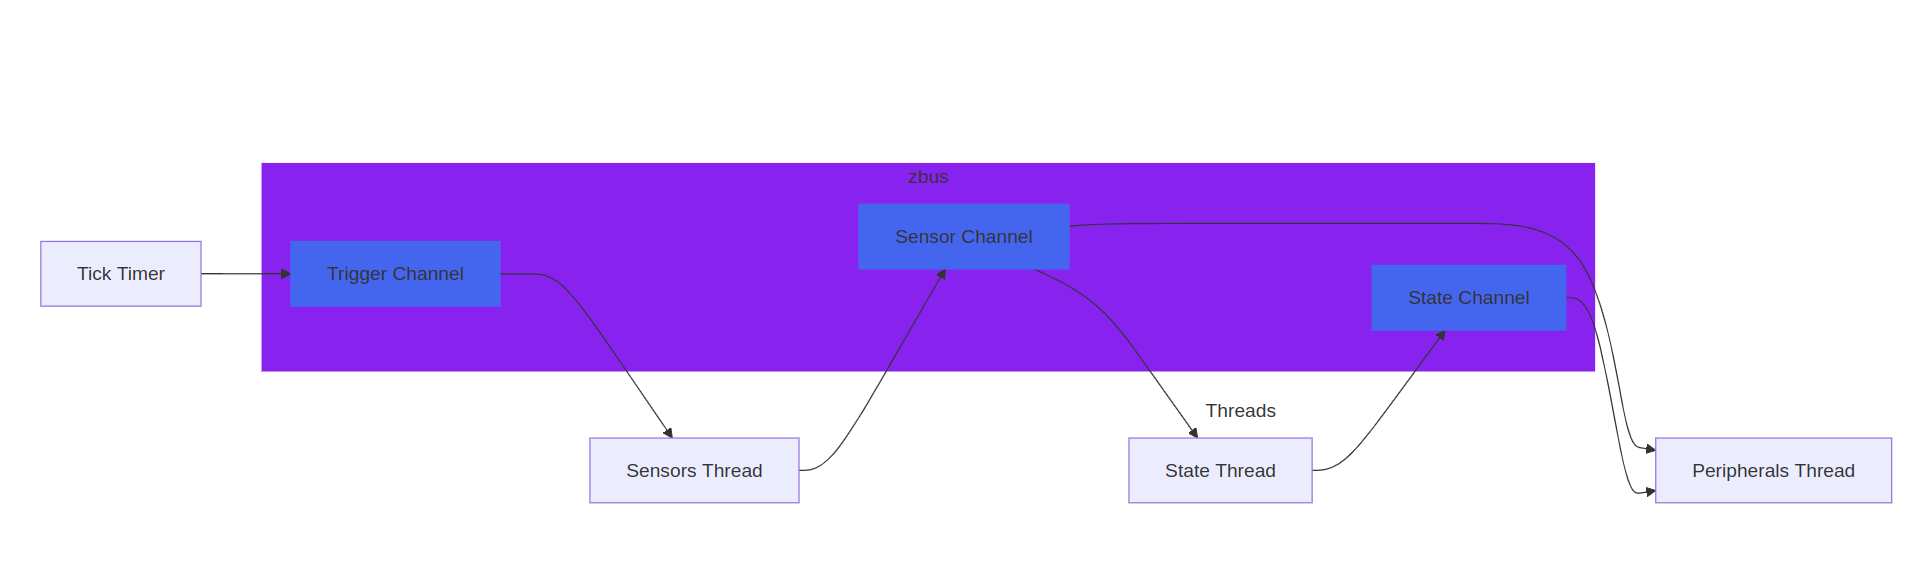 zbus
Sensor Channel
Tick Timer
Trigger Channel
State Channel
Threads
Sensors Thread
State Thread
Peripherals Thread